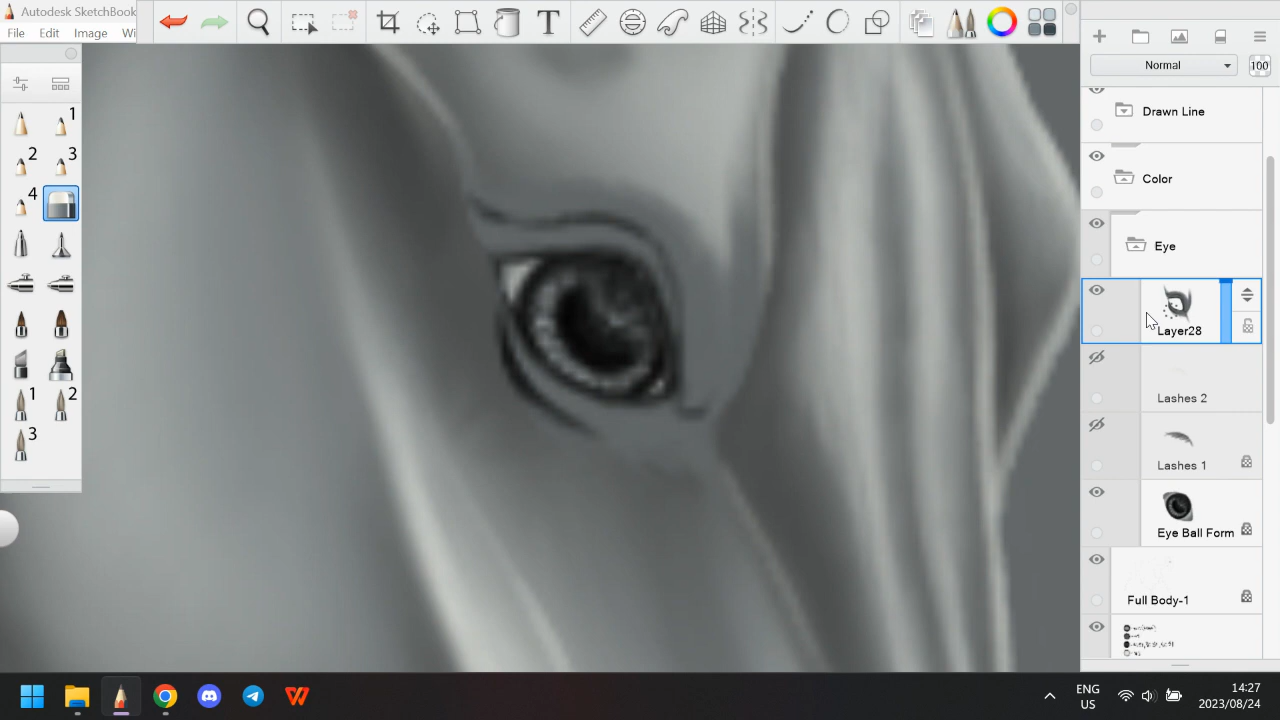 Autodesk SketchBook
File Edit Image Wi
T
Normal
100
1
2
3
4
1
2
3
Drawn Line
Color
Eye
Layer28
Lashes 2
Lashes 1
Eye Ball Form
Full Body-1
ENG
US
14:27
2023/08/24